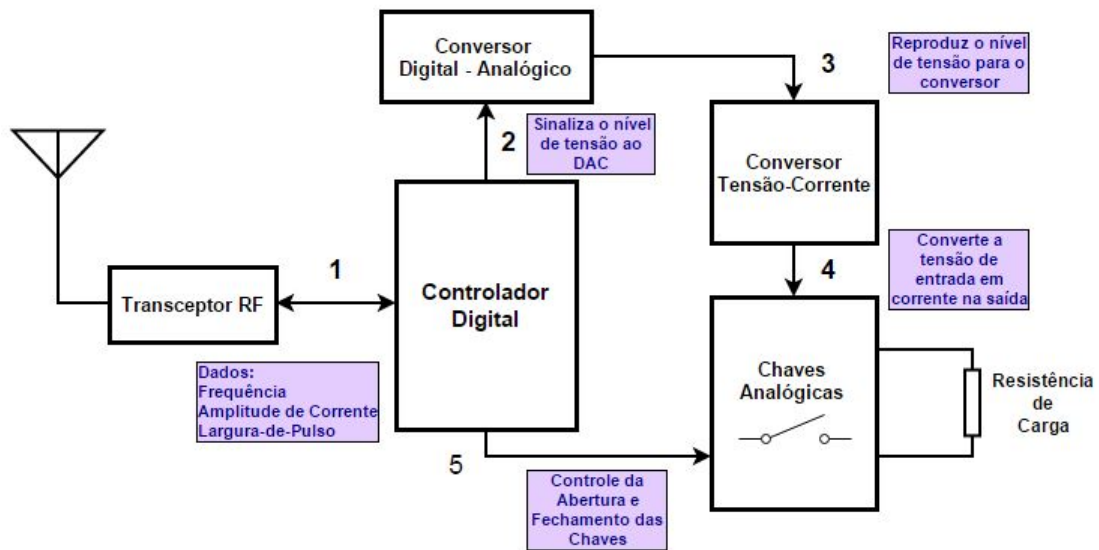 Conversor
Digital - Analógico
3
Reproduz o nível
de tensão para o
conversor
2
Sinaliza o nível
de tensão ao
DAC
Conversor
Tensão-Corrente
1
Transceptor RF
Controlador
Digital
4
Converte a
tensão de
entrada em
corrente na saída
Dados:
Frequência
Amplitude de Corrente
Largura-de-Pulso
Chaves
Analógicas
Resistência
de
Carga
5
Controle da
Abertura e
Fechamento das
Chaves